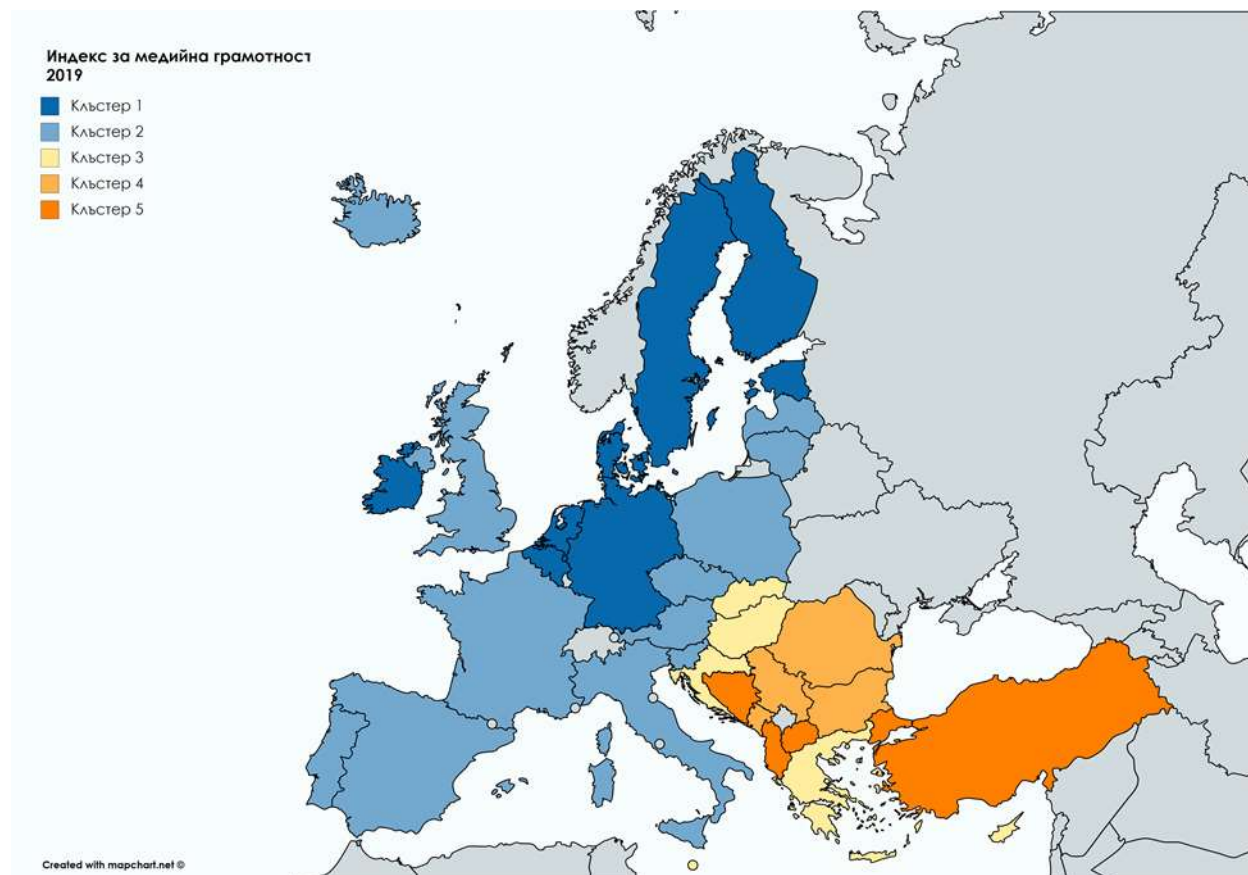 Индекс за медийна грамотност
2019
Клъстер 1
Клъстер 2
Клъстер 3
Клъстер 4
Клъстер 5
Created with mapchart.net ©